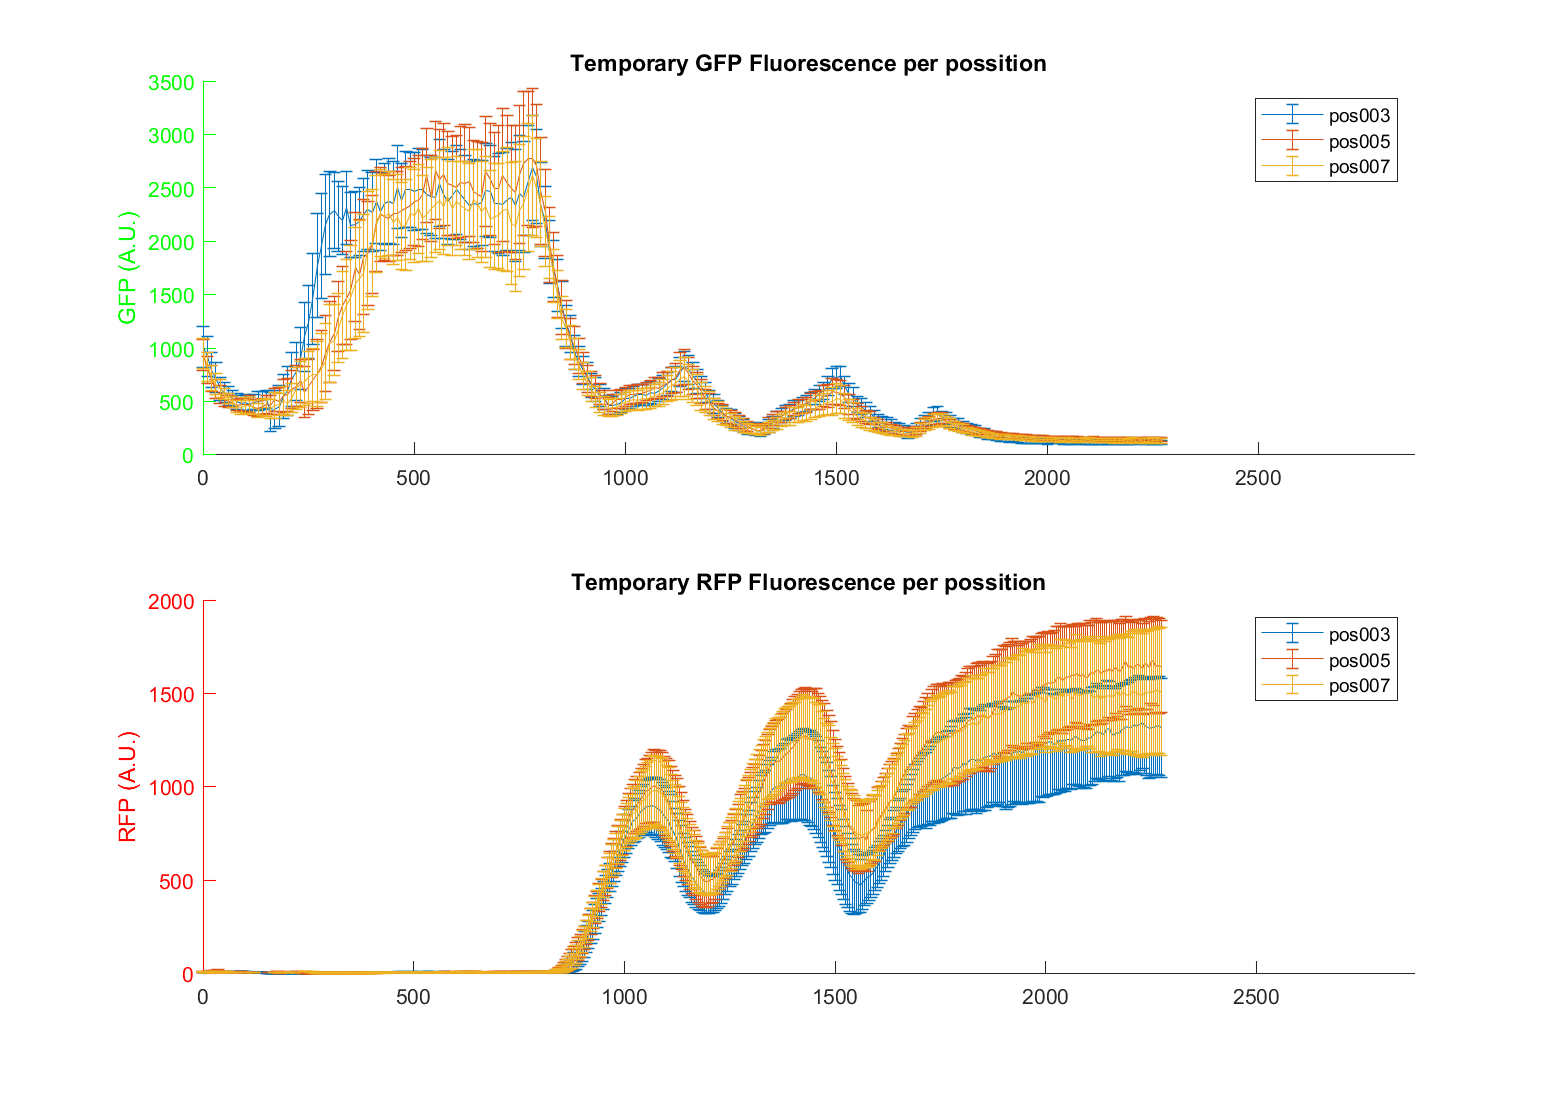 Temporary GFP Fluorescence per possition
3500
3000
2500
2000
1500
1000
500
0
GFP (A.U.)
0 500 1000 1500 2000 2500
pos003
pos005
pos007
Temporary RFP Fluorescence per possition
2000
1500
1000
500
0
RFP (A.U.)
0 500 1000 1500 2000 2500
pos003
pos005
pos007